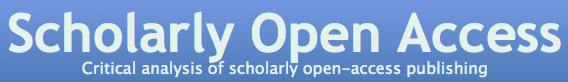 Scholarly Open Access
Critical analysis of scholarly open-access publishing